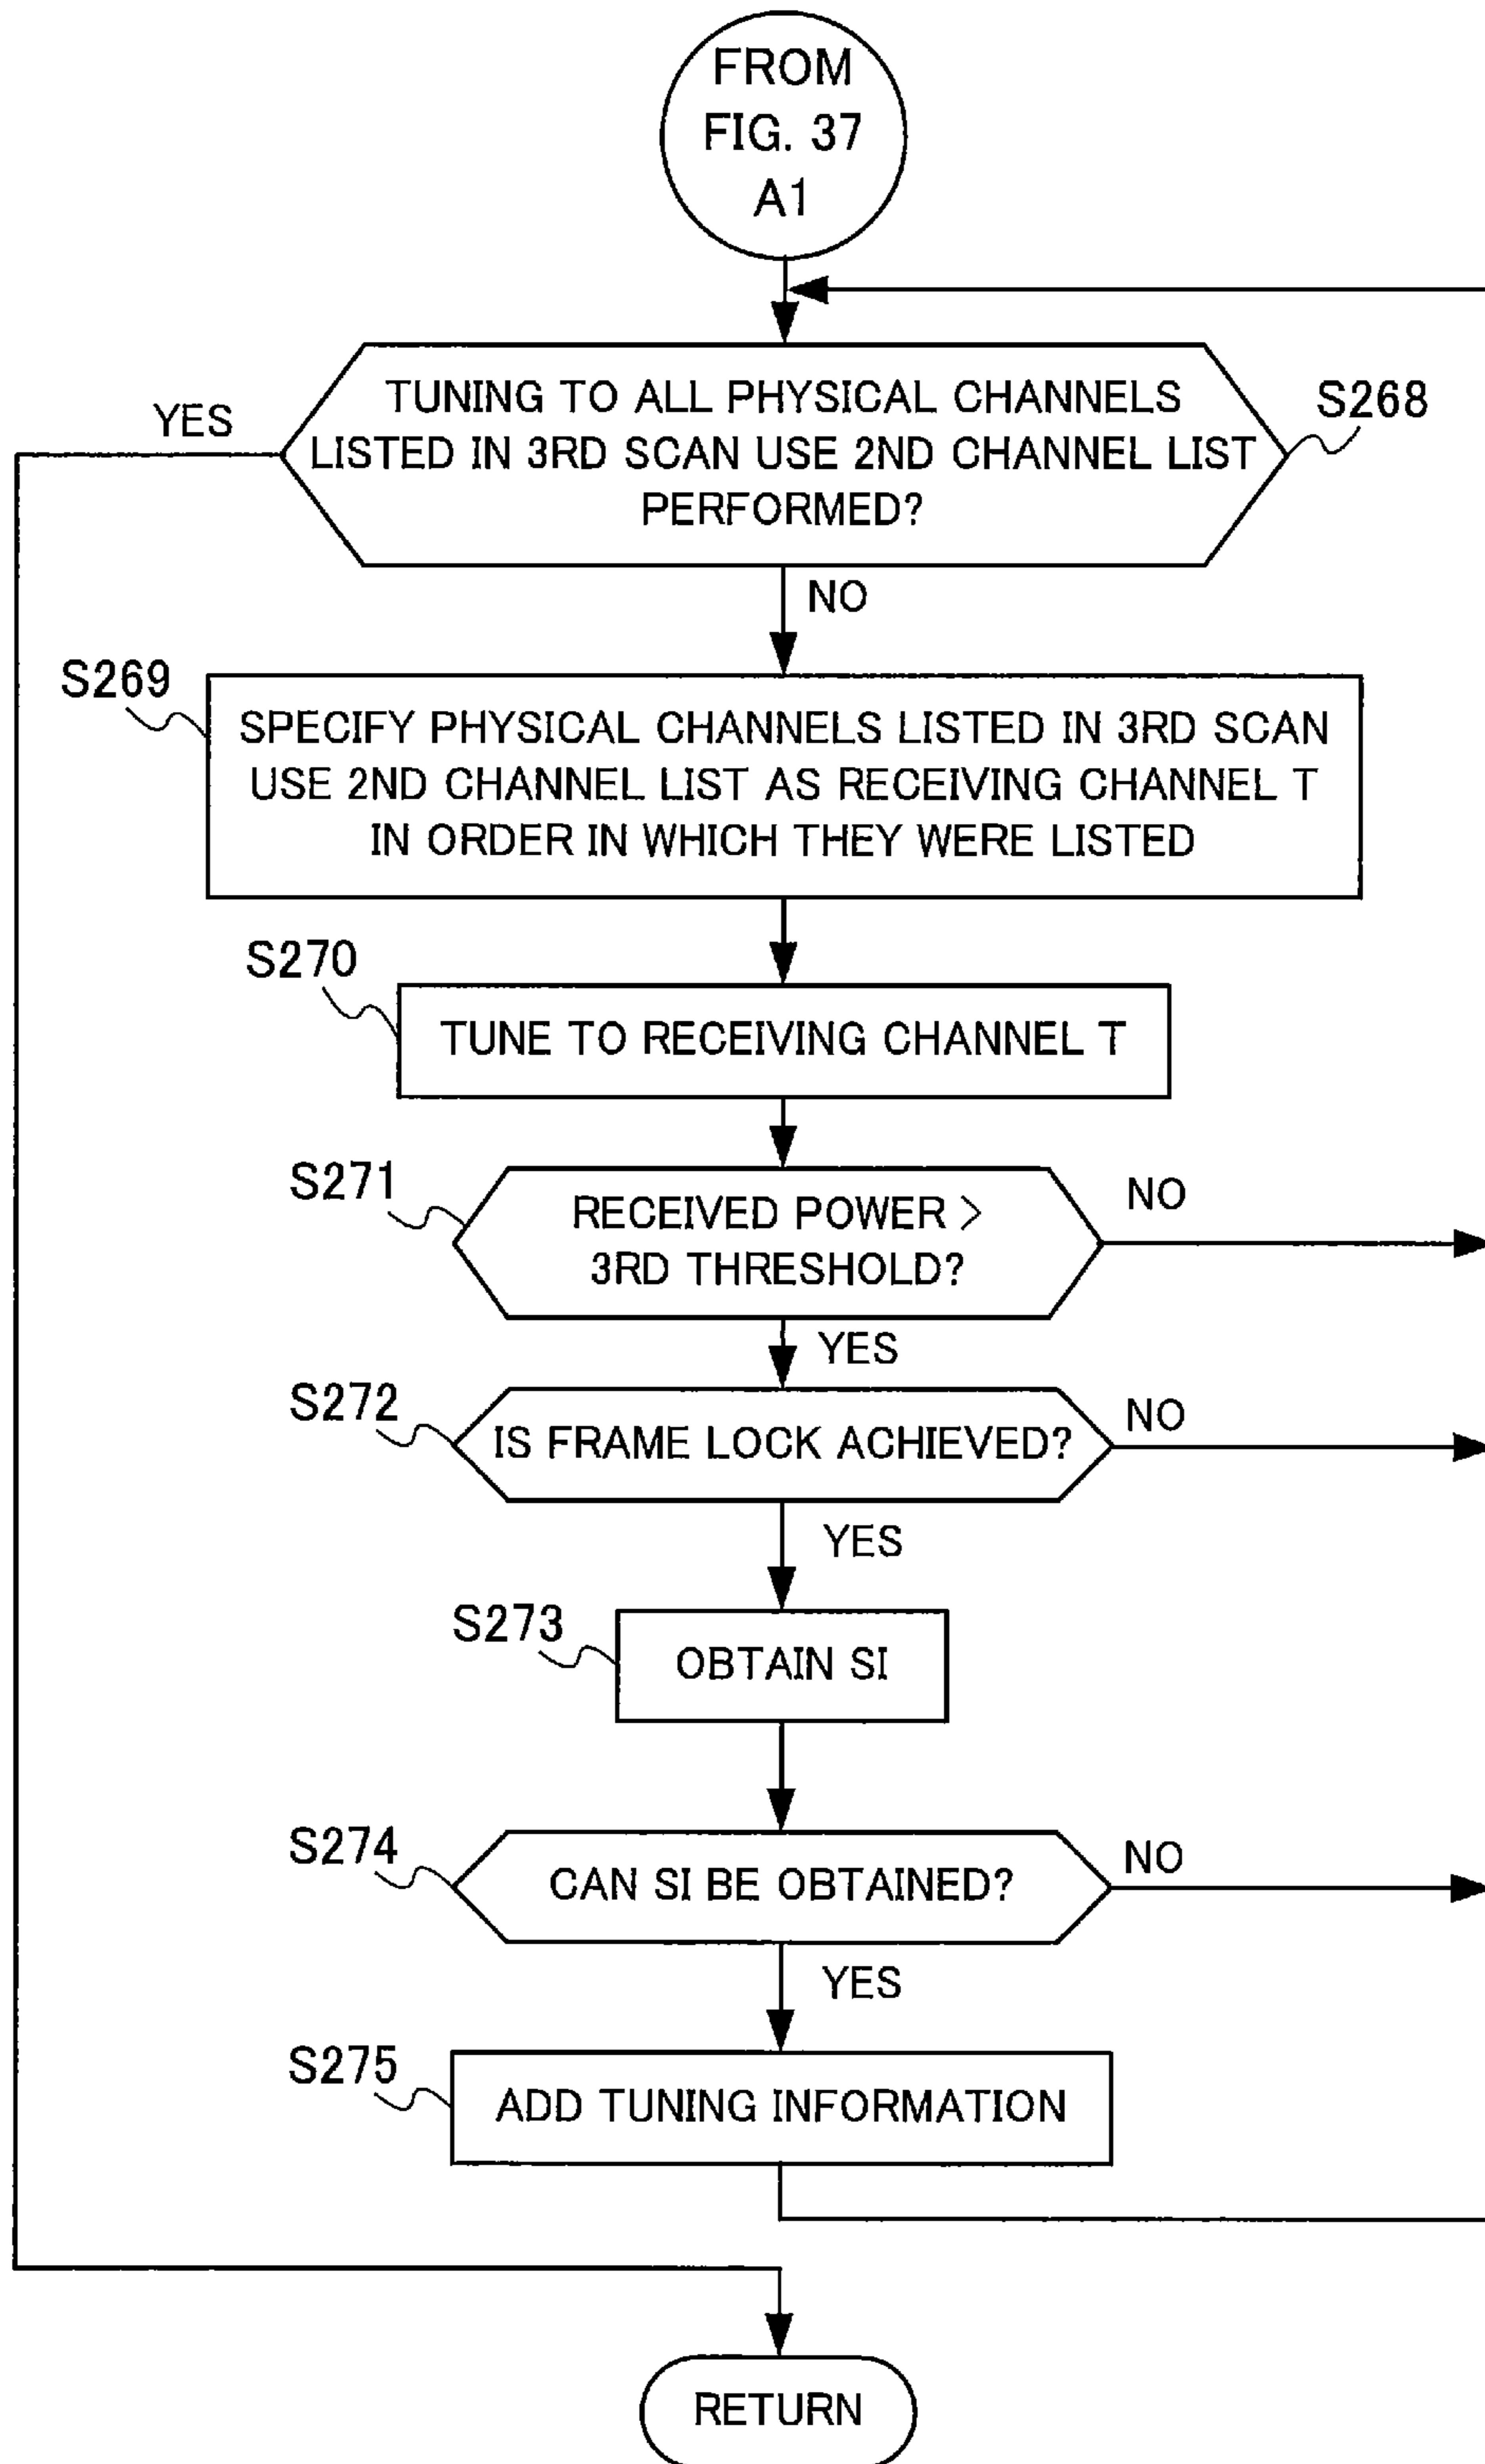 FROM
FIG. 37
A1
TUNING TO ALL PHYSICAL CHANNELS
LISTED IN 3RD SCAN USE 2ND CHANNEL LIST
PERFORMED?
S268
YES
NO
S269
SPECIFY PHYSICAL CHANNELS LISTED IN 3RD SCAN
USE 2ND CHANNEL LIST AS RECEIVING CHANNEL T
IN ORDER IN WHICH THEY WERE LISTED
S270
TUNE TO RECEIVING CHANNEL T
S271
RECEIVED POWER >
3RD THRESHOLD?
NO
YES
S272
IS FRAME LOCK ACHIEVED?
NO
YES
S273
OBTAIN SI
S274
CAN SI BE OBTAINED?
NO
YES
S275
ADD TUNING INFORMATION
RETURN